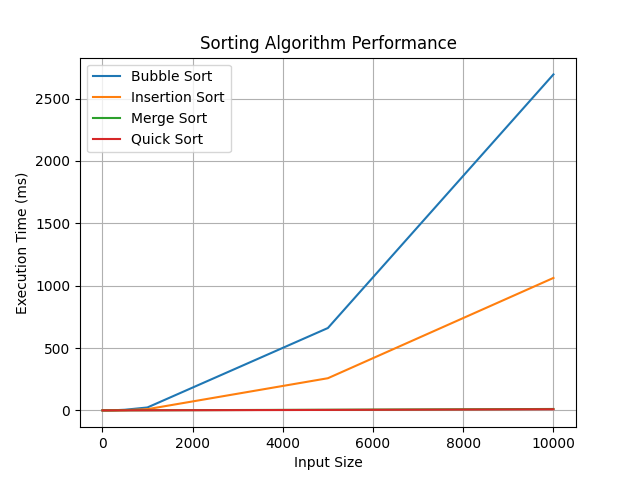 Sorting Algorithm Performance
Bubble Sort
Insertion Sort
Merge Sort
Quick Sort
Execution Time (ms)
2500
2000
1500
1000
500
0
0 2000 4000 6000 8000 10000
Input Size